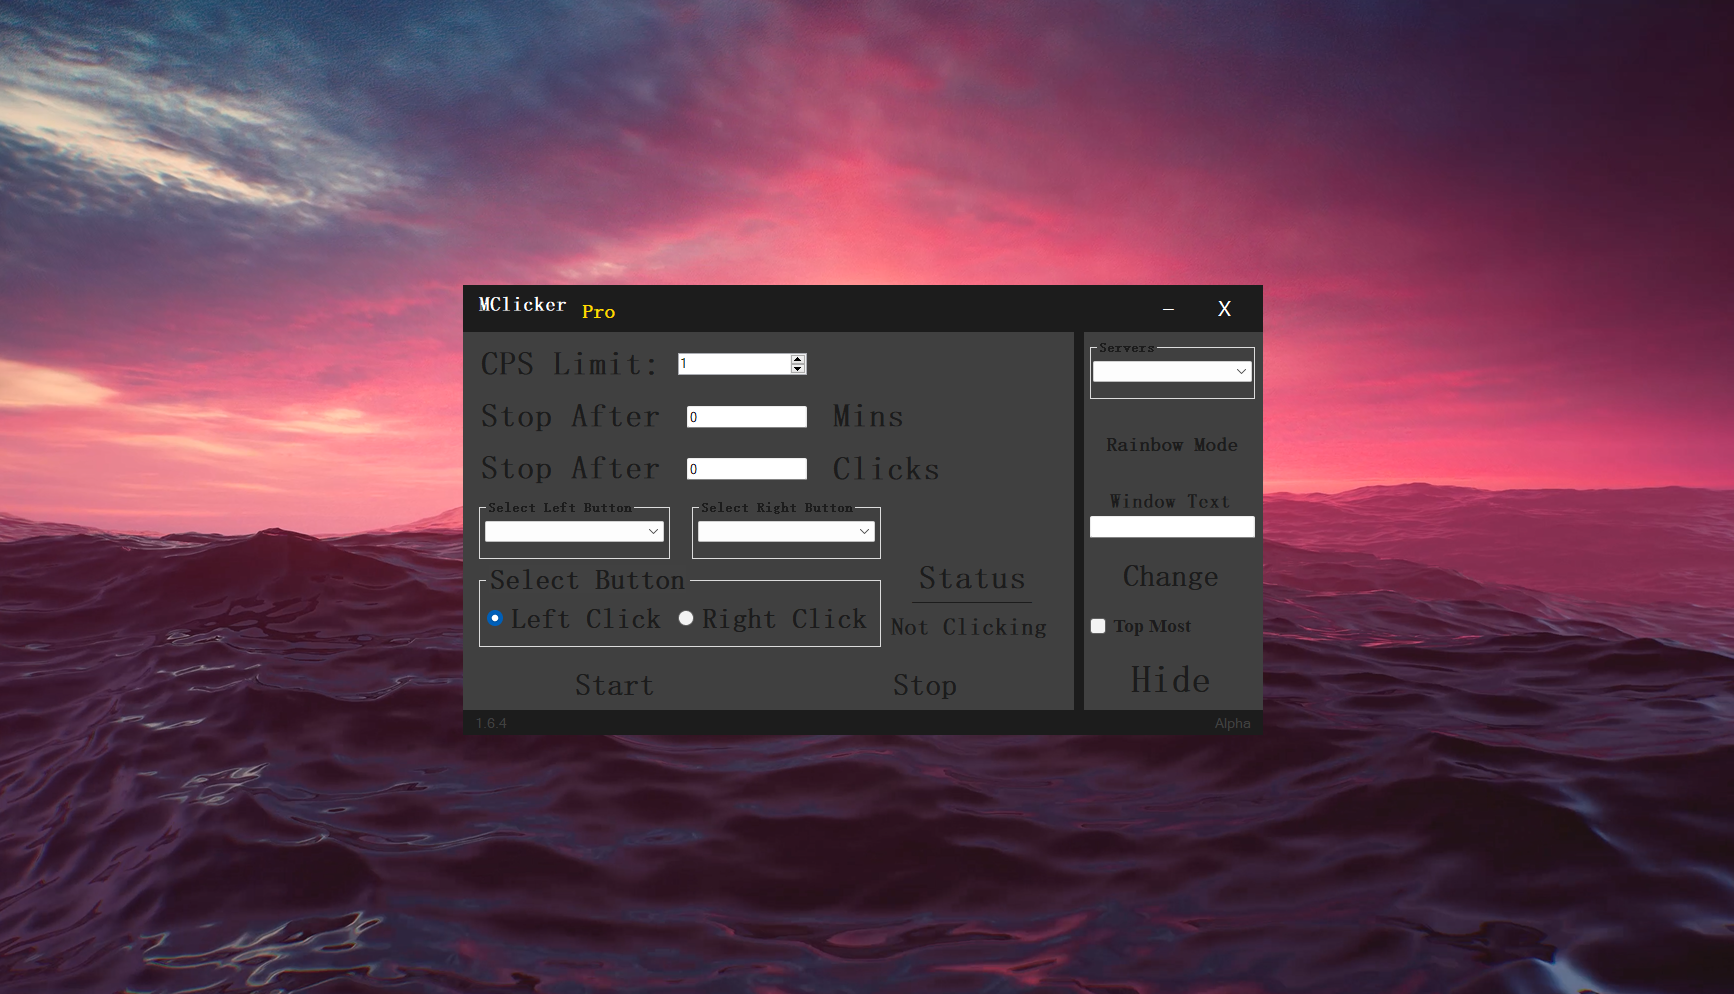 MClicker Pro
– X
CPS Limit: 1
Stop After 0 Mins
Stop After 0 Clicks
Select Left Button
Select Right Button
Select Button
Left Click Right Click
Status
Not Clicking
Start Stop
Servers
Rainbow Mode
Window Text
Change
Top Most
Hide
1.6.4
Alpha